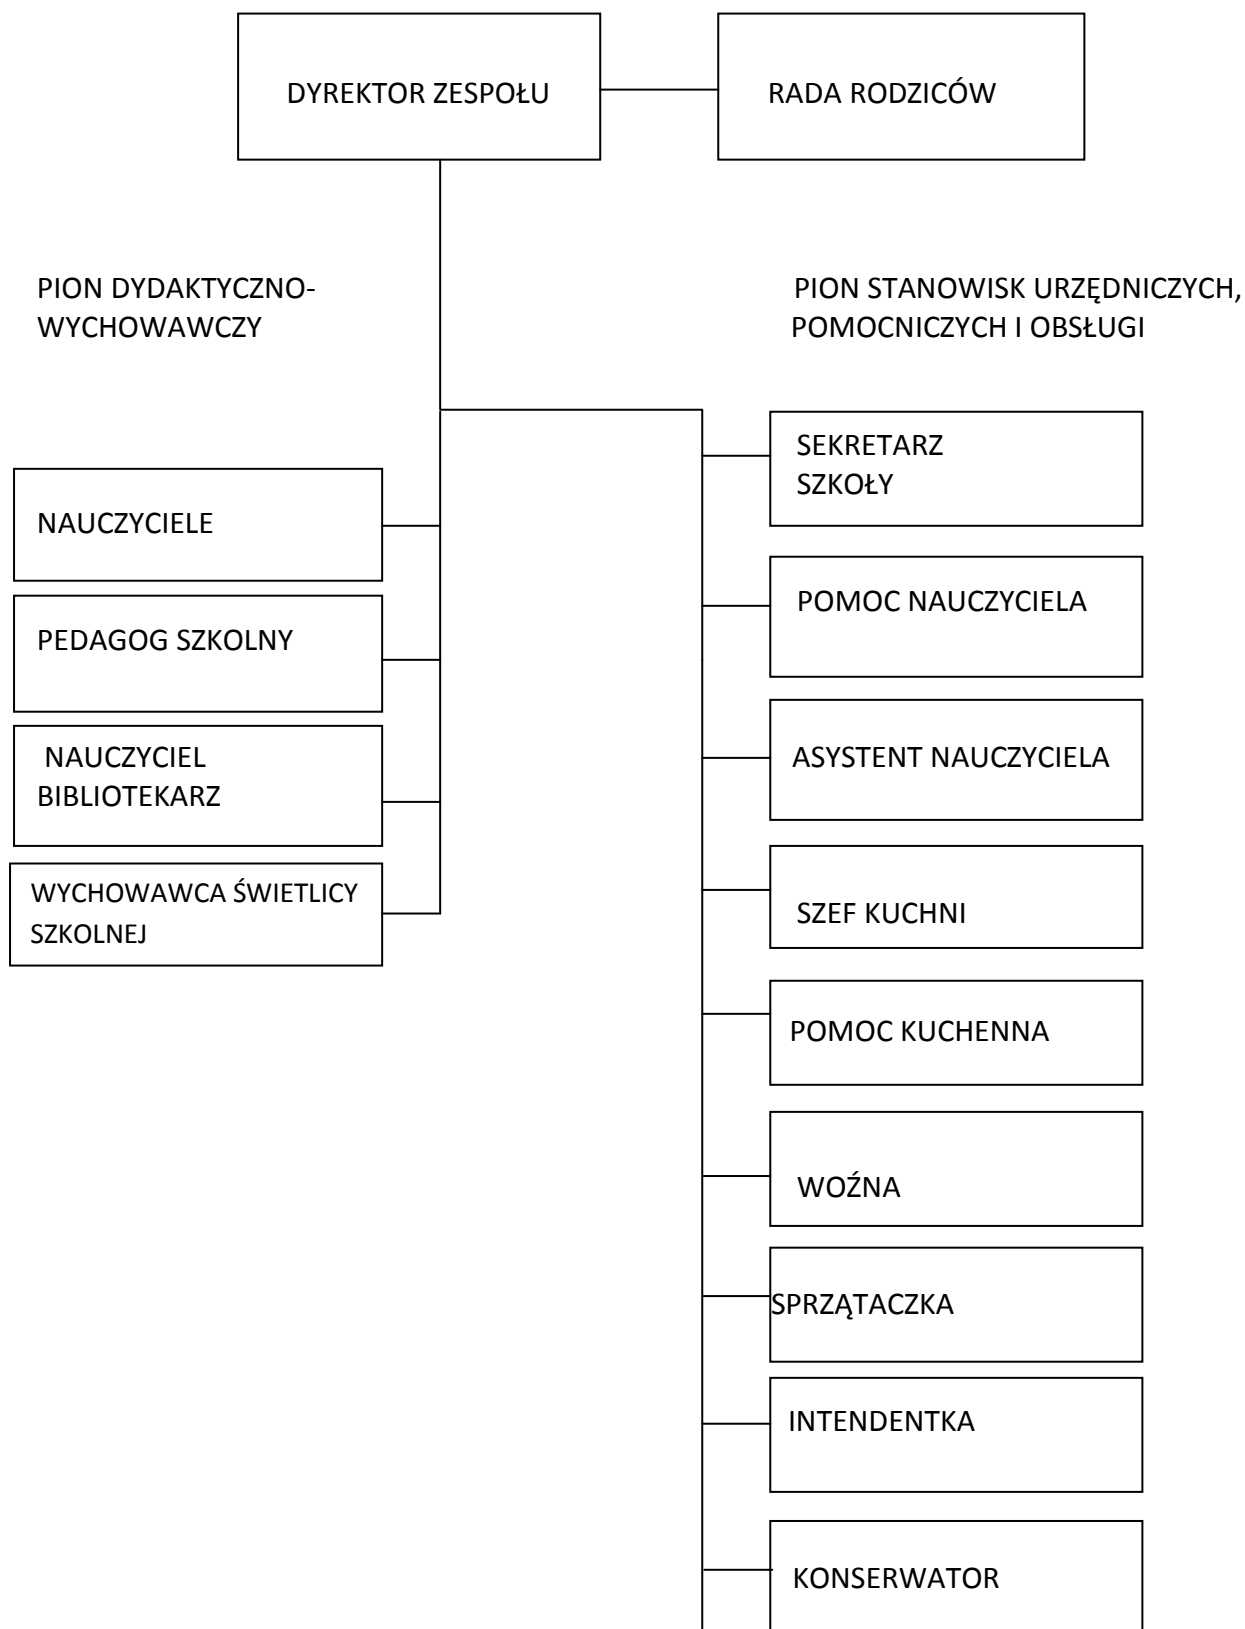 DYREKTOR ZESPOŁU
RADA RODZICÓW
PION DYDAKTYCZNO-
WYCHOWAWCZY
PION STANOWISK URZĘDNICZYCH,
POMOCNICZYCH I OBSŁUGI
NAUCZYCIELE
PEDAGOG SZKOLNY
NAUCZYCIEL
BIBLIOTEKARZ
WYCHOWAWCA ŚWIETLICY
SZKOLNEJ
SEKRETARZ
SZKOŁY
POMOC NAUCZYCIELA
ASYSTENT NAUCZYCIELA
SZEF KUCHNI
POMOC KUCHENNA
WOŹNA
SPRZĄTACZKA
INTENDENTKA
KONSERWATOR